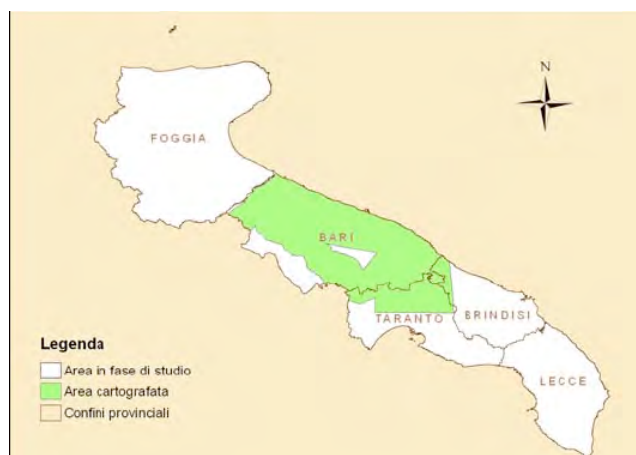 N
FOGGIA
BARI
TARANTO
BRINDISI
LECCE
Legenda
Area in fase di studio
Area cartografata
Confini provinciali